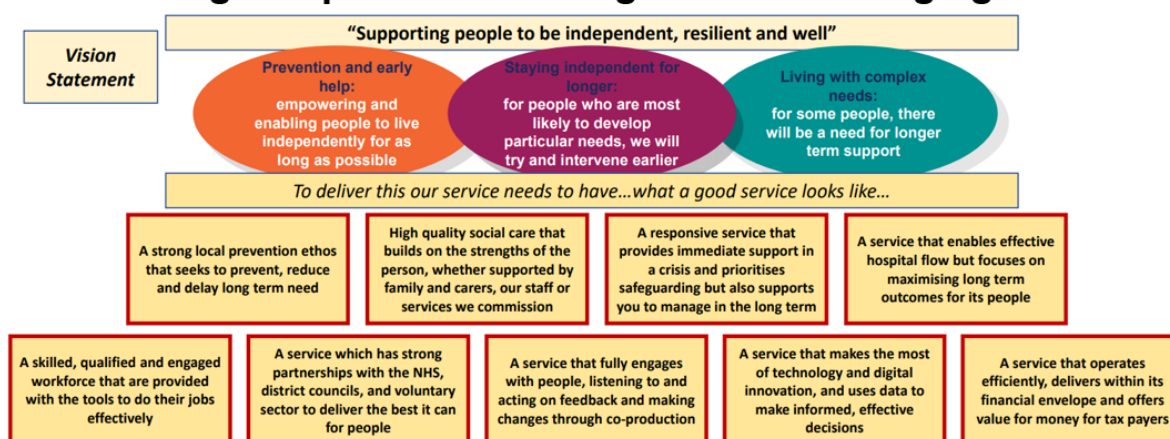 “Supporting people to be independent, resilient and well”
Vision
Statement
Prevention and early
help:
empowering and
enabling people to live
independently for as
long as possible
Staying independent for
longer:
for people who are most
likely to develop
particular needs, we will
try and intervene earlier
Living with complex
needs:
for some people, there
will be a need for longer
term support
To deliver this our service needs to have...what a good service looks like...
A strong local prevention ethos
that seeks to prevent, reduce
and delay long term need
High quality social care that
builds on the strengths of the
person, whether supported by
family and carers, our staff or
services we commission
A responsive service that
provides immediate support in
a crisis and prioritises
safeguarding but also supports
you to manage in the long term
A service that enables effective
hospital flow but focuses on
maximising long term
outcomes for its people
A skilled, qualified and engaged
workforce that are provided
with the tools to do their jobs
effectively
A service which has strong
partnerships with the NHS,
district councils, and voluntary
sector to deliver the best it can
for people
A service that fully engages
with people, listening to and
acting on feedback and making
changes through co-production
A service that makes the most
of technology and digital
innovation, and uses data to
make informed, effective
decisions
A service that operates
efficiently, delivers within its
financial envelope and offers
value for money for tax payers